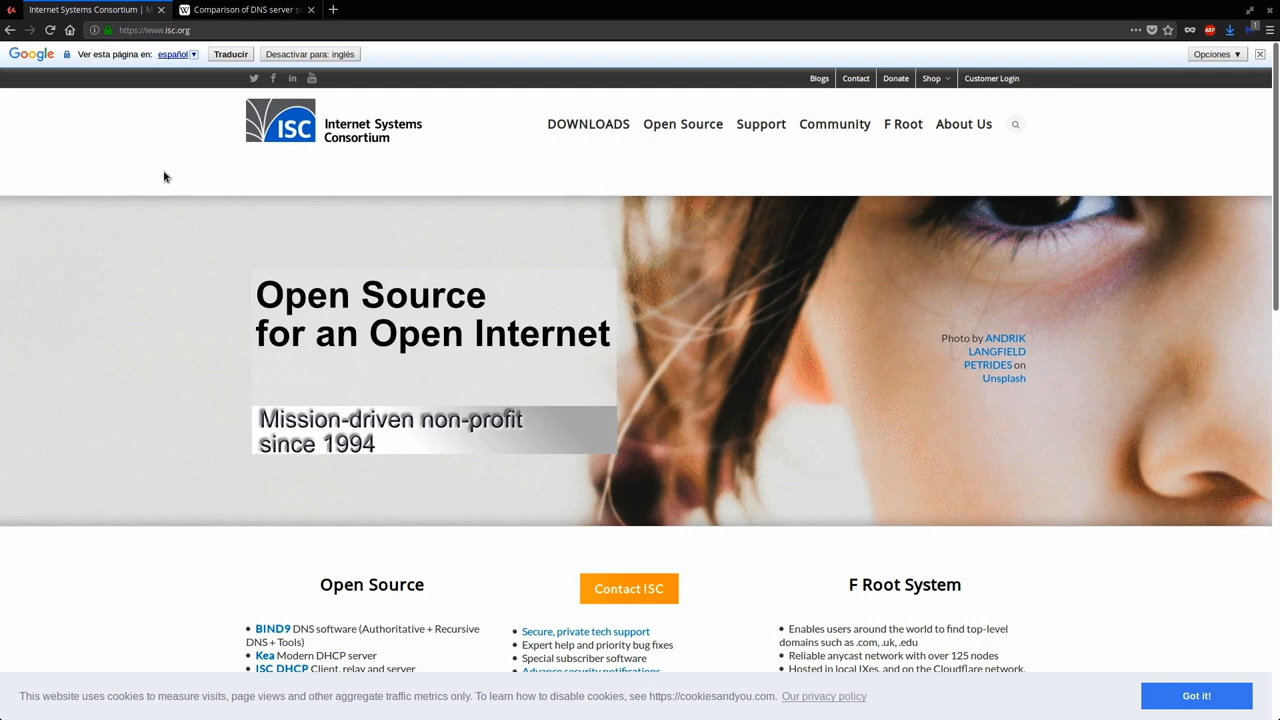 Internet Systems Consortium | M
Comparison of DNS server s
https://www.isc.org
1
Google Ver esta página en: español Traducir Desactivar para: inglés Opciones ▼
Blogs Contact Donate Shop Customer Login
ISC Internet Systems
Consortium
DOWNLOADS Open Source Support Community F Root About Us
Open Source
for an Open Internet
Mission-driven non-profit
since 1994
Photo by ANDRIK
LANGFIELD
PETRIDES on
Unsplash
Open Source
• BIND9 DNS software (Authoritative + Recursive
DNS + Tools)
• Kea Modern DHCP server
• ISC DHCP Client, relay and server
Contact ISC
• Secure, private tech support
• Expert help and priority bug fixes
• Special subscriber software
• Advance security notifications
F Root System
• Enables users around the world to find top-level
domains such as .com, .uk, .edu
• Reliable anycast network with over 125 nodes
• Hosted in local IXes, and on the Cloudflare network.
This website uses cookies to measure visits, page views and other aggregate traffic metrics only. To learn how to disable cookies, see https://cookiesandyou.com. Our privacy policy
Got it!